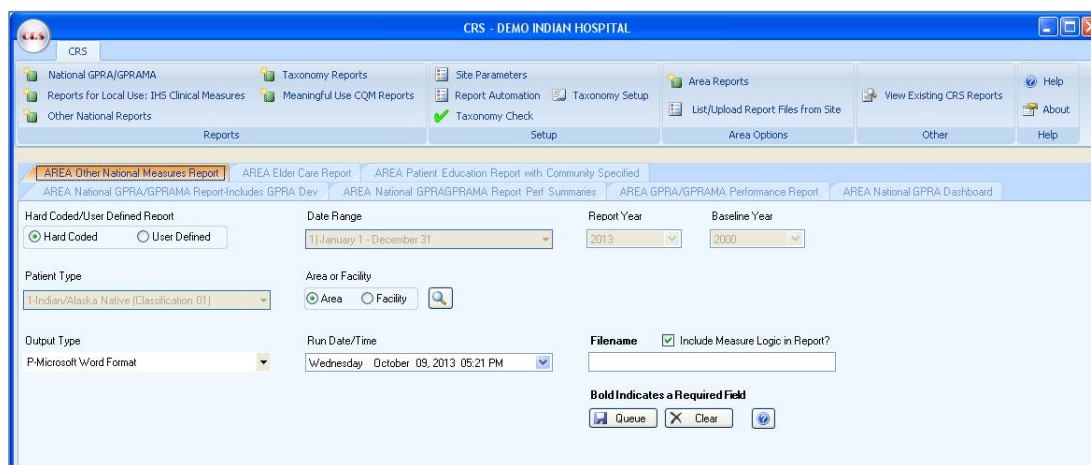 CRS - DEMO INDIAN HOSPITAL
CRS
CRS
National GPRA/GPRAMA
Taxonomy Reports
Site Parameters
Area Reports
Help
Reports for Local Use: IHS Clinical Measures
Meaningful Use CQM Reports
Report Automation
Taxonomy Setup
List/Upload Report Files from Site
View Existing CRS Reports
About
Other National Reports
Taxonomy Check
Reports
Setup
Area Options
Other
Help
AREA Other National Measures Report
AREA Elder Care Report
AREA Patient Education Report with Community Specified
AREA National GPRA/GPRAMA Report-Includes GPRA Dev
AREA National GPRAGPRAMA Report Perf Summaries
AREA GPRA/GPRAMA Performance Report
AREA National GPRA Dashboard
Hard Coded/User Defined Report
Date Range
Report Year
Baseline Year
Hard Coded
User Defined
1) January 1 - December 31
2013
2000
Patient Type
Area or Facility
1-Indian/Alaska Native (Classification 01)
Area
Facility
Output Type
Run Date/Time
Filename
Include Measure Logic in Report?
P-Microsoft Word Format
Wednesday October 09, 2013 05:21 PM
Bold Indicates a Required Field
Queue
Clear